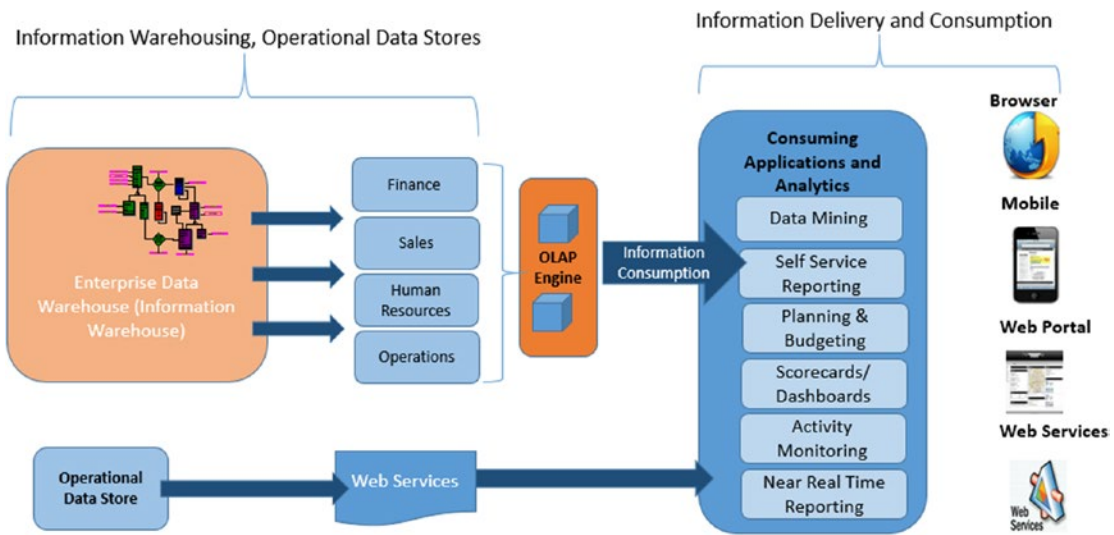 Information Warehousing, Operational Data Stores
Information Delivery and Consumption
Enterprise Data
Warehouse (Information
Warehouse)
Finance
Sales
Human
Resources
Operations
OLAP
Engine
Information
Consumption
Consuming
Applications and
Analytics
Data Mining
Self Service
Reporting
Planning &
Budgeting
Scorecards/
Dashboards
Activity
Monitoring
Near Real Time
Reporting
Browser
Mobile
Web Portal
Web Services
Web
Services
Operational
Data Store
Web Services